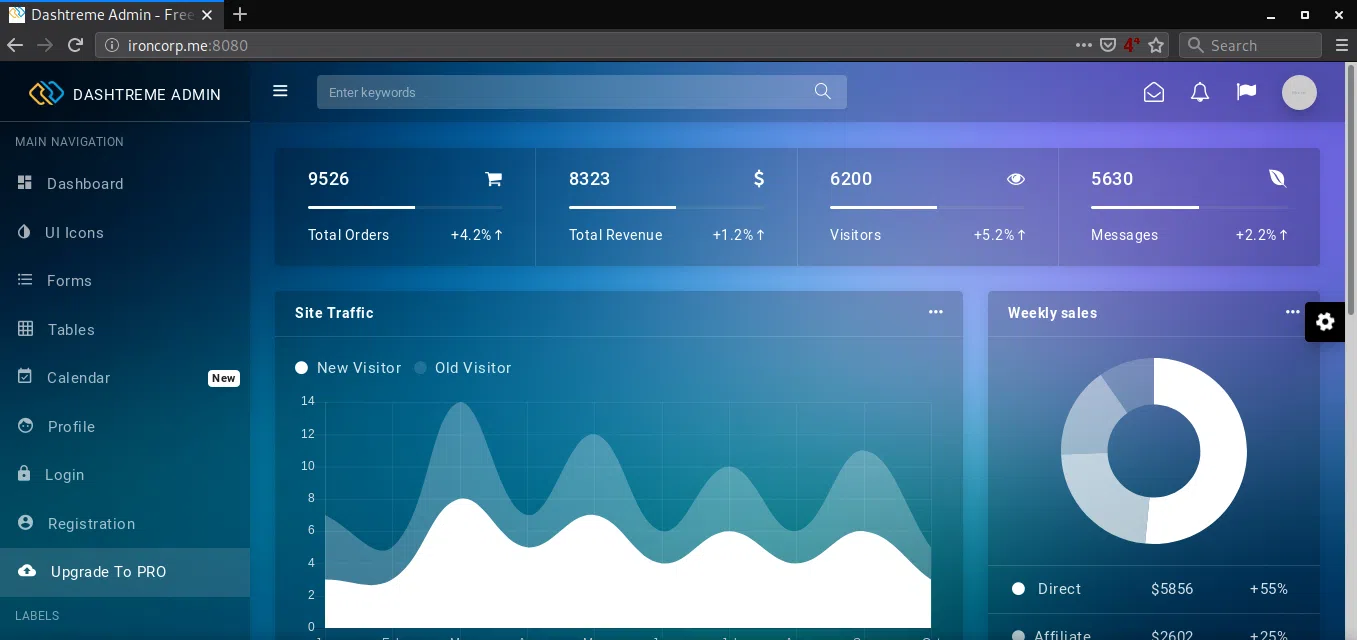 Dashtreme Admin - Free
ironcorp.me:8080
Search
DASHTREME ADMIN
Enter keywords
MAIN NAVIGATION
Dashboard
UI Icons
Forms
Tables
Calendar New
Profile
Login
Registration
Upgrade To PRO
LABELS
9526
Total Orders +4.2%
8323 $
Total Revenue +1.2%
6200
Visitors +5.2%
5630
Messages +2.2%
Site Traffic
New Visitor Old Visitor
14
12
10
8
6
4
2
0
Weekly sales
Direct $5856 +55%
Affiliate $2602 +25%